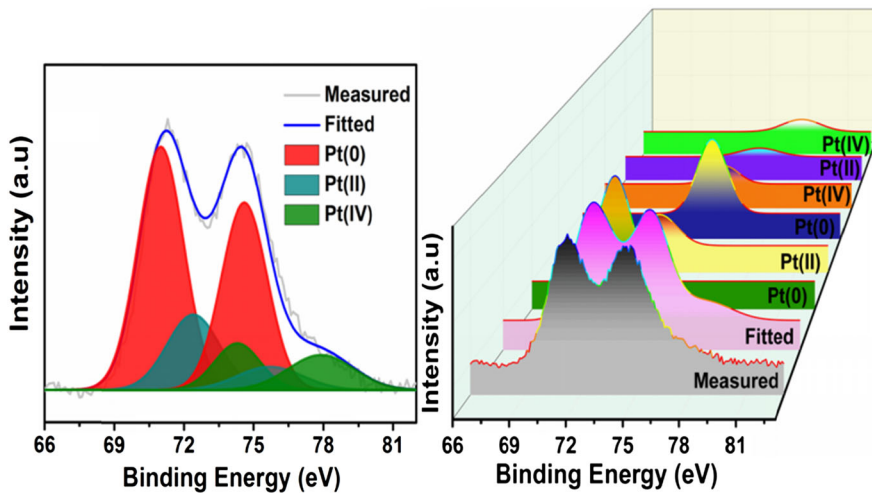 Intensity (a.u)
Measured
Fitted
Pt(0)
Pt(II)
Pt(IV)
66 69 72 75 78 81
Binding Energy (eV)
Intensity (a.u)
Pt(IV)
Pt(II)
Pt(IV)
Pt(0)
Pt(II)
Pt(0)
Fitted
Measured
66 69 72 75 78 81
Binding Energy (eV)